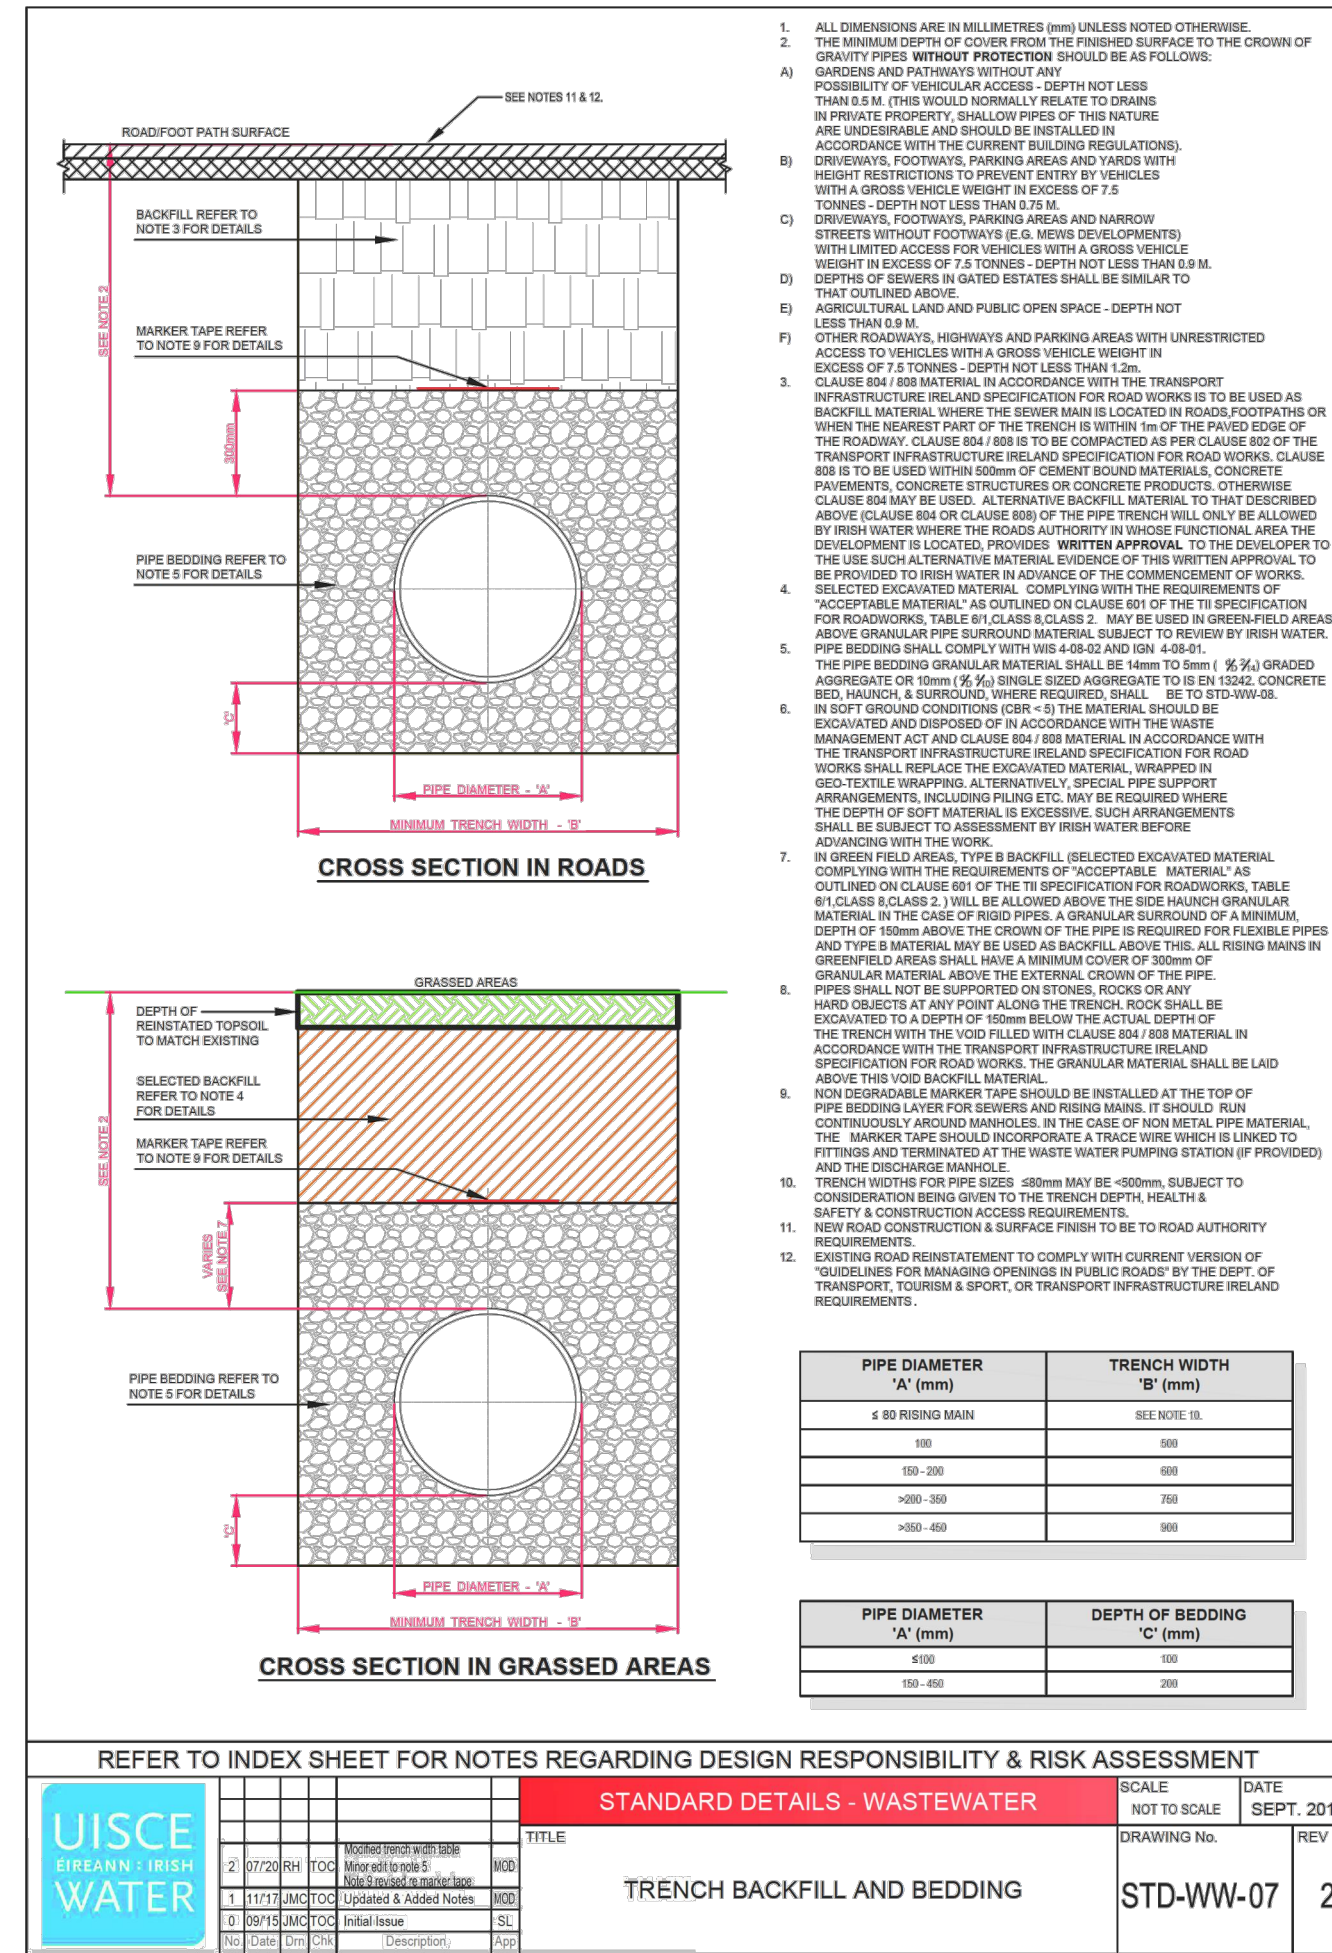 SEE NOTES 11 & 12.
ROAD/FOOT PATH SURFACE
BACKFILL REFER TO
NOTE 3 FOR DETAILS
SEE NOTE 2
MARKER TAPE REFER
TO NOTE 9 FOR DETAILS
300mm
PIPE BEDDING REFER TO
NOTE 5 FOR DETAILS
'C'
PIPE DIAMETER - 'A'
MINIMUM TRENCH WIDTH - 'B'
CROSS SECTION IN ROADS
GRASSED AREAS
DEPTH OF
REINSTATED TOPSOIL
TO MATCH EXISTING
SELECTED BACKFILL
REFER TO NOTE 4
FOR DETAILS
SEE NOTE 2
MARKER TAPE REFER
TO NOTE 9 FOR DETAILS
VARIES
SEE NOTE 7
PIPE BEDDING REFER TO
NOTE 5 FOR DETAILS
'C'
PIPE DIAMETER - 'A'
MINIMUM TRENCH WIDTH - 'B'
CROSS SECTION IN GRASSED AREAS
1. ALL DIMENSIONS ARE IN MILLIMETRES (mm) UNLESS NOTED OTHERWISE.
2. THE MINIMUM DEPTH OF COVER FROM THE FINISHED SURFACE TO THE CROWN OF
GRAVITY PIPES WITHOUT PROTECTION SHOULD BE AS FOLLOWS:
A) GARDENS AND PATHWAYS WITHOUT ANY
POSSIBILITY OF VEHICULAR ACCESS - DEPTH NOT LESS
THAN 0.5 M. (THIS WOULD NORMALLY RELATE TO DRAINS
IN PRIVATE PROPERTY, SHALLOW PIPES OF THIS NATURE
ARE UNDESIRABLE AND SHOULD BE INSTALLED IN
ACCORDANCE WITH THE CURRENT BUILDING REGULATIONS).
B) DRIVEWAYS, FOOTWAYS, PARKING AREAS AND YARDS WITH
HEIGHT RESTRICTIONS TO PREVENT ENTRY BY VEHICLES
WITH A GROSS VEHICLE WEIGHT IN EXCESS OF 7.5
TONNES - DEPTH NOT LESS THAN 0.75 M.
C) DRIVEWAYS, FOOTWAYS, PARKING AREAS AND NARROW
STREETS WITHOUT FOOTWAYS (E.G. MEWS DEVELOPMENTS)
WITH LIMITED ACCESS FOR VEHICLES WITH A GROSS VEHICLE
WEIGHT IN EXCESS OF 7.5 TONNES - DEPTH NOT LESS THAN 0.9 M.
D) DEPTHS OF SEWERS IN GATED ESTATES SHALL BE SIMILAR TO
THAT OUTLINED ABOVE.
E) AGRICULTURAL LAND AND PUBLIC OPEN SPACE - DEPTH NOT
LESS THAN 0.9 M.
F) OTHER ROADWAYS, HIGHWAYS AND PARKING AREAS WITH UNRESTRICTED
ACCESS TO VEHICLES WITH A GROSS VEHICLE WEIGHT IN
EXCESS OF 7.5 TONNES - DEPTH NOT LESS THAN 1.2m.
3. CLAUSE 804 / 808 MATERIAL IN ACCORDANCE WITH THE TRANSPORT
INFRASTRUCTURE IRELAND SPECIFICATION FOR ROAD WORKS IS TO BE USED AS
BACKFILL MATERIAL WHERE THE SEWER MAIN IS LOCATED IN ROADS,FOOTPATHS OR
WHEN THE NEAREST PART OF THE TRENCH IS WITHIN 1m OF THE PAVED EDGE OF
THE ROADWAY. CLAUSE 804 / 808 IS TO BE COMPACTED AS PER CLAUSE 802 OF THE
TRANSPORT INFRASTRUCTURE IRELAND SPECIFICATION FOR ROAD WORKS. CLAUSE
808 IS TO BE USED WITHIN 500mm OF CEMENT BOUND MATERIALS, CONCRETE
PAVEMENTS, CONCRETE STRUCTURES OR CONCRETE PRODUCTS. OTHERWISE
CLAUSE 804 MAY BE USED. ALTERNATIVE BACKFILL MATERIAL TO THAT DESCRIBED
ABOVE (CLAUSE 804 OR CLAUSE 808) OF THE PIPE TRENCH WILL ONLY BE ALLOWED
BY IRISH WATER WHERE THE ROADS AUTHORITY IN WHOSE FUNCTIONAL AREA THE
DEVELOPMENT IS LOCATED, PROVIDES WRITTEN APPROVAL TO THE DEVELOPER TO
THE USE SUCH ALTERNATIVE MATERIAL EVIDENCE OF THIS WRITTEN APPROVAL TO
BE PROVIDED TO IRISH WATER IN ADVANCE OF THE COMMENCEMENT OF WORKS.
4. SELECTED EXCAVATED MATERIAL COMPLYING WITH THE REQUIREMENTS OF
"ACCEPTABLE MATERIAL" AS OUTLINED ON CLAUSE 601 OF THE TII SPECIFICATION
FOR ROADWORKS, TABLE 6/1,CLASS 8,CLASS 2. MAY BE USED IN GREEN-FIELD AREAS
ABOVE GRANULAR PIPE SURROUND MATERIAL SUBJECT TO REVIEW BY IRISH WATER.
5. PIPE BEDDING SHALL COMPLY WITH WIS 4-08-02 AND IGN 4-08-01.
THE PIPE BEDDING GRANULAR MATERIAL SHALL BE 14mm TO 5mm ( ) GRADED
AGGREGATE OR 10mm ( ) SINGLE SIZED AGGREGATE TO IS EN 13242. CONCRETE
BED, HAUNCH, & SURROUND, WHERE REQUIRED, SHALL BE TO STD-WW-08.
6. IN SOFT GROUND CONDITIONS (CBR < 5) THE MATERIAL SHOULD BE
EXCAVATED AND DISPOSED OF IN ACCORDANCE WITH THE WASTE
MANAGEMENT ACT AND CLAUSE 804 / 808 MATERIAL IN ACCORDANCE WITH
THE TRANSPORT INFRASTRUCTURE IRELAND SPECIFICATION FOR ROAD
WORKS SHALL REPLACE THE EXCAVATED MATERIAL, WRAPPED IN
GEO-TEXTILE WRAPPING. ALTERNATIVELY, SPECIAL PIPE SUPPORT
ARRANGEMENTS, INCLUDING PILING ETC. MAY BE REQUIRED WHERE
THE DEPTH OF SOFT MATERIAL IS EXCESSIVE. SUCH ARRANGEMENTS
SHALL BE SUBJECT TO ASSESSMENT BY IRISH WATER BEFORE
ADVANCING WITH THE WORK.
7. IN GREEN FIELD AREAS, TYPE B BACKFILL (SELECTED EXCAVATED MATERIAL
COMPLYING WITH THE REQUIREMENTS OF "ACCEPTABLE MATERIAL" AS
OUTLINED ON CLAUSE 601 OF THE TII SPECIFICATION FOR ROADWORKS, TABLE
6/1,CLASS 8,CLASS 2. ) WILL BE ALLOWED ABOVE THE SIDE HAUNCH GRANULAR
MATERIAL IN THE CASE OF RIGID PIPES. A GRANULAR SURROUND OF A MINIMUM,
DEPTH OF 150mm ABOVE THE CROWN OF THE PIPE IS REQUIRED FOR FLEXIBLE PIPES
AND TYPE B MATERIAL MAY BE USED AS BACKFILL ABOVE THIS. ALL RISING MAINS IN
GREENFIELD AREAS SHALL HAVE A MINIMUM COVER OF 300mm OF
GRANULAR MATERIAL ABOVE THE EXTERNAL CROWN OF THE PIPE.
8. PIPES SHALL NOT BE SUPPORTED ON STONES, ROCKS OR ANY
HARD OBJECTS AT ANY POINT ALONG THE TRENCH. ROCK SHALL BE
EXCAVATED TO A DEPTH OF 150mm BELOW THE ACTUAL DEPTH OF
THE TRENCH WITH THE VOID FILLED WITH CLAUSE 804 / 808 MATERIAL IN
ACCORDANCE WITH THE TRANSPORT INFRASTRUCTURE IRELAND
SPECIFICATION FOR ROAD WORKS. THE GRANULAR MATERIAL SHALL BE LAID
ABOVE THIS VOID BACKFILL MATERIAL.
9. NON DEGRADABLE MARKER TAPE SHOULD BE INSTALLED AT THE TOP OF
PIPE BEDDING LAYER FOR SEWERS AND RISING MAINS. IT SHOULD RUN
CONTINUOUSLY AROUND MANHOLES. IN THE CASE OF NON METAL PIPE MATERIAL,
THE MARKER TAPE SHOULD INCORPORATE A TRACE WIRE WHICH IS LINKED TO
FITTINGS AND TERMINATED AT THE WASTE WATER PUMPING STATION (IF PROVIDED)
AND THE DISCHARGE MANHOLE.
10. TRENCH WIDTHS FOR PIPE SIZES ≤80mm MAY BE <500mm, SUBJECT TO
CONSIDERATION BEING GIVEN TO THE TRENCH DEPTH, HEALTH &
SAFETY & CONSTRUCTION ACCESS REQUIREMENTS.
11. NEW ROAD CONSTRUCTION & SURFACE FINISH TO BE TO ROAD AUTHORITY
REQUIREMENTS.
12. EXISTING ROAD REINSTATEMENT TO COMPLY WITH CURRENT VERSION OF
"GUIDELINES FOR MANAGING OPENINGS IN PUBLIC ROADS" BY THE DEPT. OF
TRANSPORT, TOURISM & SPORT, OR TRANSPORT INFRASTRUCTURE IRELAND
REQUIREMENTS .
PIPE DIAMETER 'A' (mm) TRENCH WIDTH 'B' (mm)
≤ 80 RISING MAIN SEE NOTE 10.
100 500
150 - 200 600
>200 - 350 750
>350 - 450 900
PIPE DIAMETER 'A' (mm) DEPTH OF BEDDING 'C' (mm)
≤100 100
150 - 450 200
REFER TO INDEX SHEET FOR NOTES REGARDING DESIGN RESPONSIBILITY & RISK ASSESSMENT
UISCE
ÉIREANN : IRISH
WATER
Modified trench width table
2 07/'20 RH TOC Minor edit to note 5 MOD
Note 9 revised re marker tape
1 11/'17 JMC TOC Updated & Added Notes MOD
0 09/'15 JMC TOC Initial Issue SL
No. Date Drn Chk Description App
STANDARD DETAILS - WASTEWATER
TITLE
TRENCH BACKFILL AND BEDDING
SCALE
NOT TO SCALE
DATE
SEPT. 201
DRAWING No.
STD-WW-07
REV
2